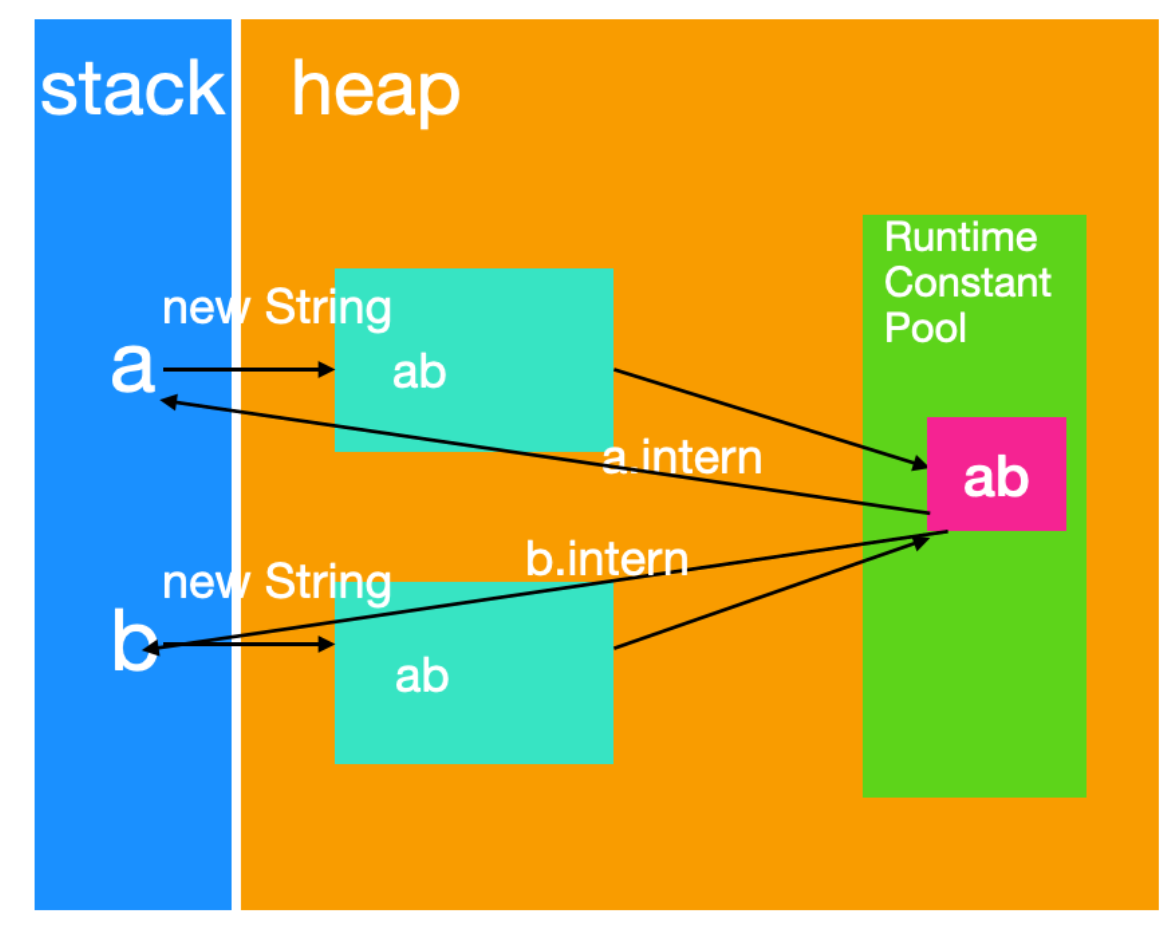 stack
heap
Runtime
Constant
Pool
new String
a
ab
a.intern
ab
b.intern
new String
b
ab